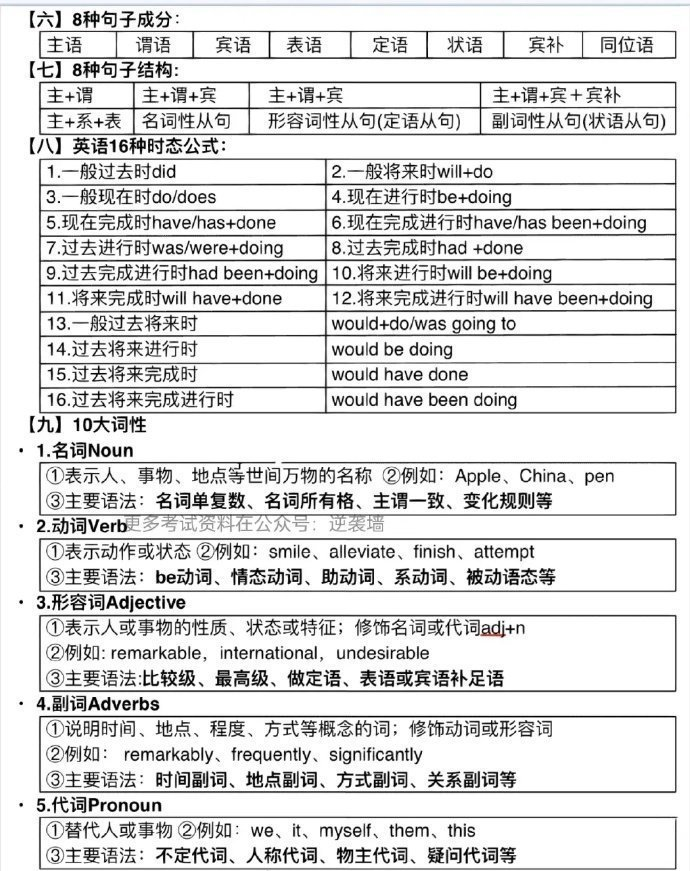 【六】8种句子成分：
主语 谓语 宾语 表语 定语 状语 宾补 同位语
【七】8种句子结构:
主+谓 主+谓+宾 主+谓+宾 主+谓+宾＋宾补
主+系+表 名词性从句 形容词性从句(定语从句) 副词性从句(状语从句)
【八】英语16种时态公式：
1.一般过去时did 2.一般将来时will+do
3.一般现在时do/does 4.现在进行时be+doing
5.现在完成时have/has+done 6.现在完成进行时have/has been+doing
7.过去进行时was/were+doing 8.过去完成时had +done
9.过去完成进行时had been+doing 10.将来进行时will be+doing
11.将来完成时will have+done 12.将来完成进行时will have been+doing
13.一般过去将来时 would+do/was going to
14.过去将来进行时 would be doing
15.过去将来完成时 would have done
16.过去将来完成进行时 would have been doing
【九】10大词性
• 1.名词Noun
①表示人、事物、地点等世间万物的名称 ②例如：Apple、China、pen
③主要语法：名词单复数、名词所有格、主谓一致、变化规则等
• 2.动词Verb
更多考试资料在公众号：逆袭墙
①表示动作或状态 ②例如：smile、alleviate、finish、attempt
③主要语法：be动词、情态动词、助动词、系动词、被动语态等
• 3.形容词Adjective
①表示人或事物的性质、状态或特征；修饰名词或代词adj+n
②例如: remarkable，international，undesirable
③主要语法:比较级、最高级、做定语、表语或宾语补足语
• 4.副词Adverbs
①说明时间、地点、程度、方式等概念的词；修饰动词或形容词
②例如： remarkably、frequently、significantly
③主要语法：时间副词、地点副词、方式副词、关系副词等
• 5.代词Pronoun
①替代人或事物 ②例如：we、it、myself、them、this
③主要语法：不定代词、人称代词、物主代词、疑问代词等